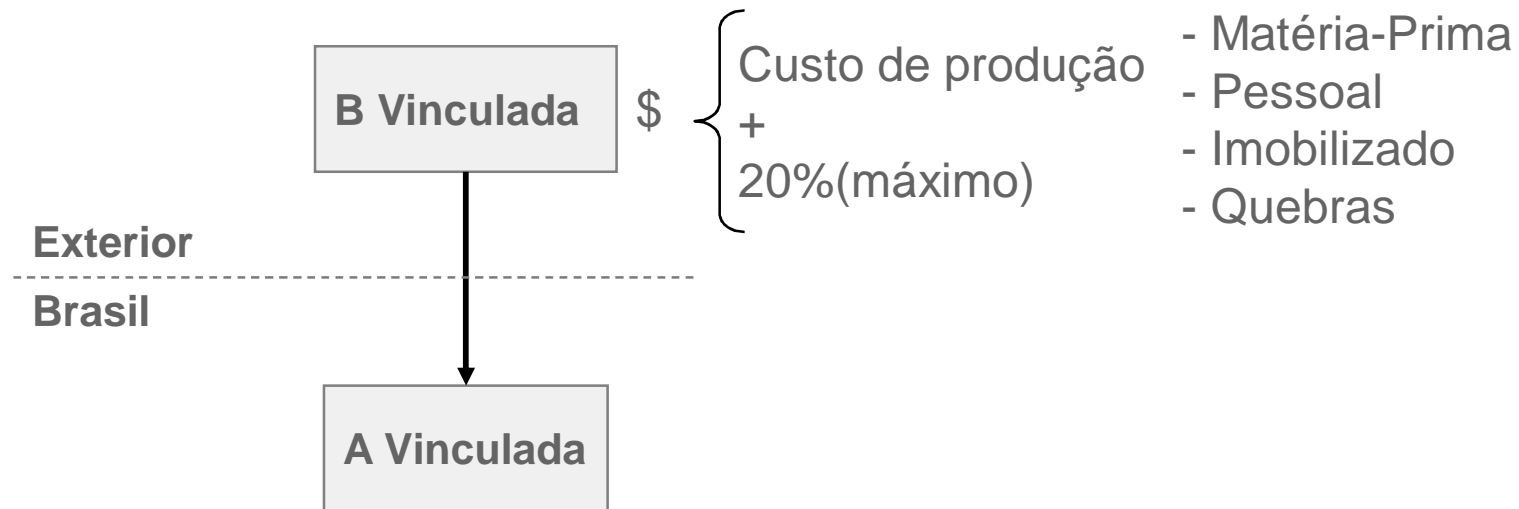 B Vinculada
$
Custo de produção
+
20%(máximo)
- Matéria-Prima
- Pessoal
- Imobilizado
- Quebras
Exterior
Brasil
A Vinculada